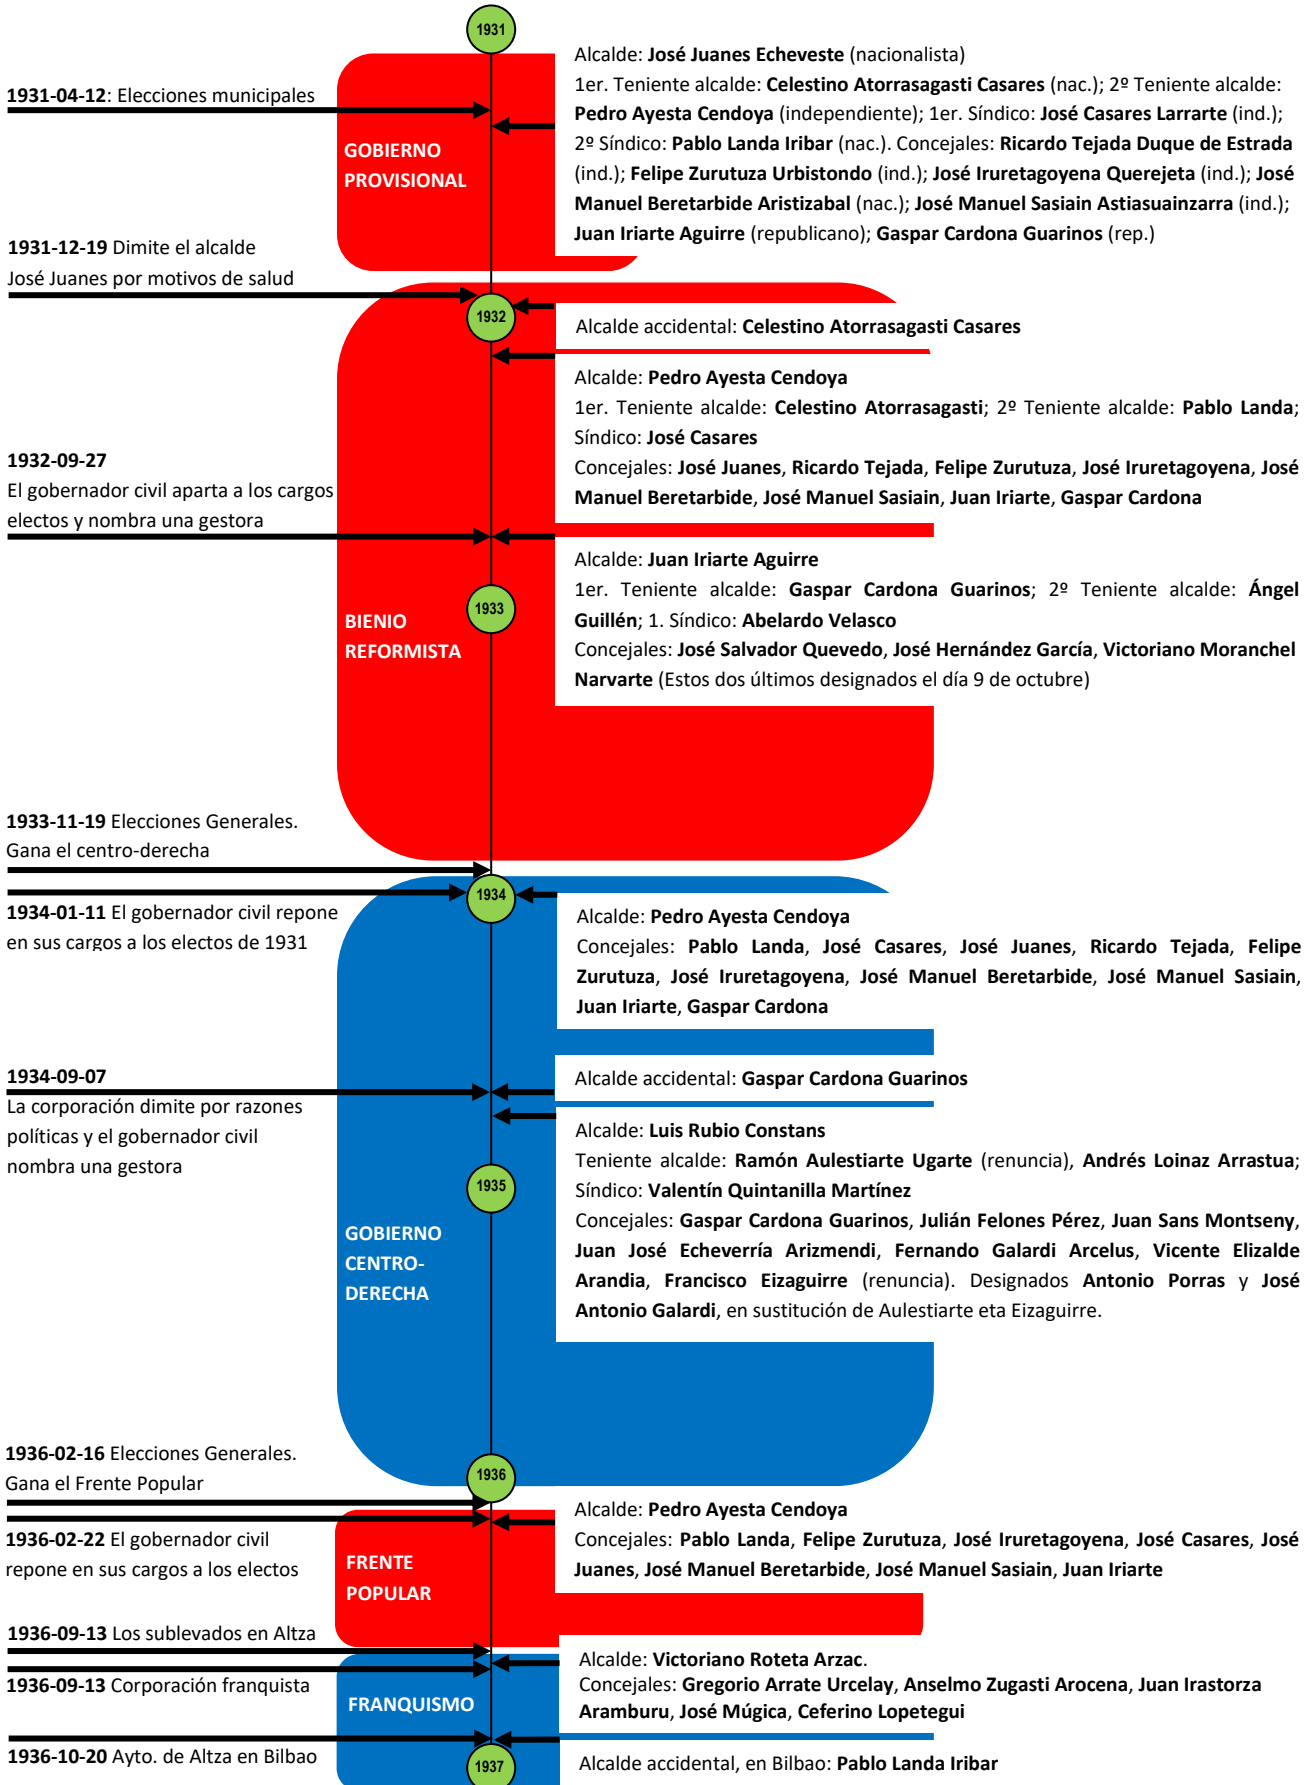 1931
Alcalde: José Juanes Echeveste (nacionalista)
1er. Teniente alcalde: Celestino Atorrasagasti Casares (nac.); 2º Teniente alcalde:
Pedro Ayesta Cendoya (independiente); 1er. Síndico: José Casares Larrarte (ind.);
2º Síndico: Pablo Landa Iribar (nac.). Concejales: Ricardo Tejada Duque de Estrada
(ind.); Felipe Zurutuza Urbistondo (ind.); José Iruretagoyena Querejeta (ind.); José
Manuel Beretarbide Aristizabal (nac.); José Manuel Sasiain Astiasuainzarra (ind.);
Juan Iriarte Aguirre (republicano); Gaspar Cardona Guarinos (rep.)
1931-04-12: Elecciones municipales
GOBIERNO
PROVISIONAL
1931-12-19 Dimite el alcalde
José Juanes por motivos de salud
1932
Alcalde accidental: Celestino Atorrasagasti Casares
Alcalde: Pedro Ayesta Cendoya
1er. Teniente alcalde: Celestino Atorrasagasti; 2º Teniente alcalde: Pablo Landa;
Síndico: José Casares
Concejales: José Juanes, Ricardo Tejada, Felipe Zurutuza, José Iruretagoyena, José
Manuel Beretarbide, José Manuel Sasiain, Juan Iriarte, Gaspar Cardona
1932-09-27
El gobernador civil aparta a los cargos
electos y nombra una gestora
Alcalde: Juan Iriarte Aguirre
1er. Teniente alcalde: Gaspar Cardona Guarinos; 2º Teniente alcalde: Ángel
Guillén; 1. Síndico: Abelardo Velasco
Concejales: José Salvador Quevedo, José Hernández García, Victoriano Moranchel
Narvarte (Estos dos últimos designados el día 9 de octubre)
1933
BIENIO
REFORMISTA
1933-11-19 Elecciones Generales.
Gana el centro-derecha
1934
1934-01-11 El gobernador civil repone
en sus cargos a los electos de 1931
Alcalde: Pedro Ayesta Cendoya
Concejales: Pablo Landa, José Casares, José Juanes, Ricardo Tejada, Felipe
Zurutuza, José Iruretagoyena, José Manuel Beretarbide, José Manuel Sasiain,
Juan Iriarte, Gaspar Cardona
1934-09-07
La corporación dimite por razones
políticas y el gobernador civil
nombra una gestora
Alcalde accidental: Gaspar Cardona Guarinos
Alcalde: Luis Rubio Constans
Teniente alcalde: Ramón Aulestiarte Ugarte (renuncia), Andrés Loinaz Arrastua;
Síndico: Valentín Quintanilla Martínez
Concejales: Gaspar Cardona Guarinos, Julián Felones Pérez, Juan Sans Montseny,
Juan José Echeverría Arizmendi, Fernando Galardi Arcelus, Vicente Elizalde
Arandia, Francisco Eizaguirre (renuncia). Designados Antonio Porras y José
Antonio Galardi, en sustitución de Aulestiarte eta Eizaguirre.
1935
GOBIERNO
CENTRO-
DERECHA
1936-02-16 Elecciones Generales.
Gana el Frente Popular
1936
1936-02-22 El gobernador civil
repone en sus cargos a los electos
Alcalde: Pedro Ayesta Cendoya
Concejales: Pablo Landa, Felipe Zurutuza, José Iruretagoyena, José Casares, José
Juanes, José Manuel Beretarbide, José Manuel Sasiain, Juan Iriarte
FRENTE
POPULAR
1936-09-13 Los sublevados en Altza
1936-09-13 Corporación franquista
Alcalde: Victoriano Roteta Arzac.
Concejales: Gregorio Arrate Urcelay, Anselmo Zugasti Arocena, Juan Irastorza
Aramburu, José Múgica, Ceferino Lopetegui
FRANQUISMO
1936-10-20 Ayto. de Altza en Bilbao
1937
Alcalde accidental, en Bilbao: Pablo Landa Iribar